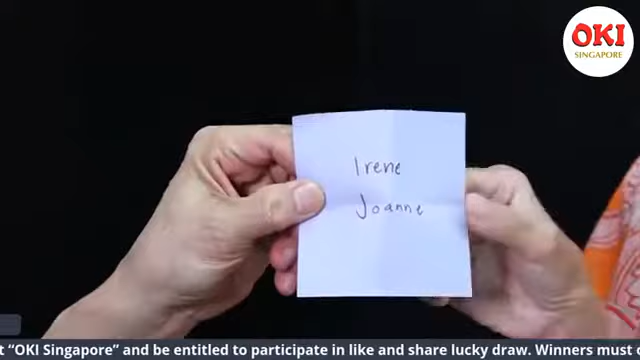 OKI
SINGAPORE
Irene
Joanne
t “OKI Singapore” and be entitled to participate in like and share lucky draw. Winners must